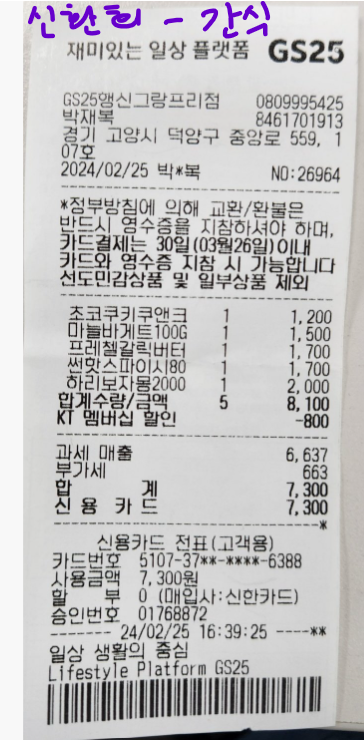 신한회 - 간식
재미있는 일상 플랫폼 GS25
GS25행신그랑프리점 0809995425
박재복 8461701913
경기 고양시 덕양구 중앙로 559, 1
07호
2024/02/25 박*복 NO:26964
*정부방침에 의해 교환/환불은
반드시 영수증을 지참하셔야 하며,
카드결제는 30일(03월26일)이내
카드와 영수증 지참 시 가능합니다
선도민감상품 및 일부상품 제외
초코쿠키쿠앤크 1 1,200
마늘바게트100G 1 1,500
프레첼갈릭버터 1 1,700
썬핫스파이시80 1 1,700
하리보자몽2000 1 2,000
합계수량/금액 5 8,100
KT 멤버십 할인 -800
과세 매출 6,637
부가세 663
합 계 7,300
신 용 카 드 7,300
*
신용카드 전표(고객용)
카드번호 5107-37**-****-6388
사용금액 7,300원
할 부 0 (매입사:신한카드)
승인번호 01768872
------- 24/02/25 16:39:25 ----**
일상 생활의 중심
Lifestyle Platform GS25